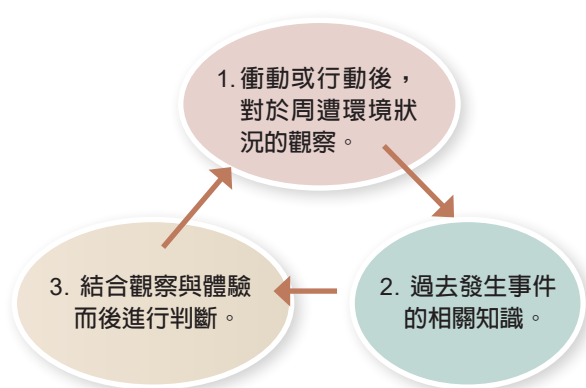 1. 衝動或行動後，
對於周遭環境狀
況的觀察。
2. 過去發生事件
的相關知識。
3. 結合觀察與體驗
而後進行判斷。